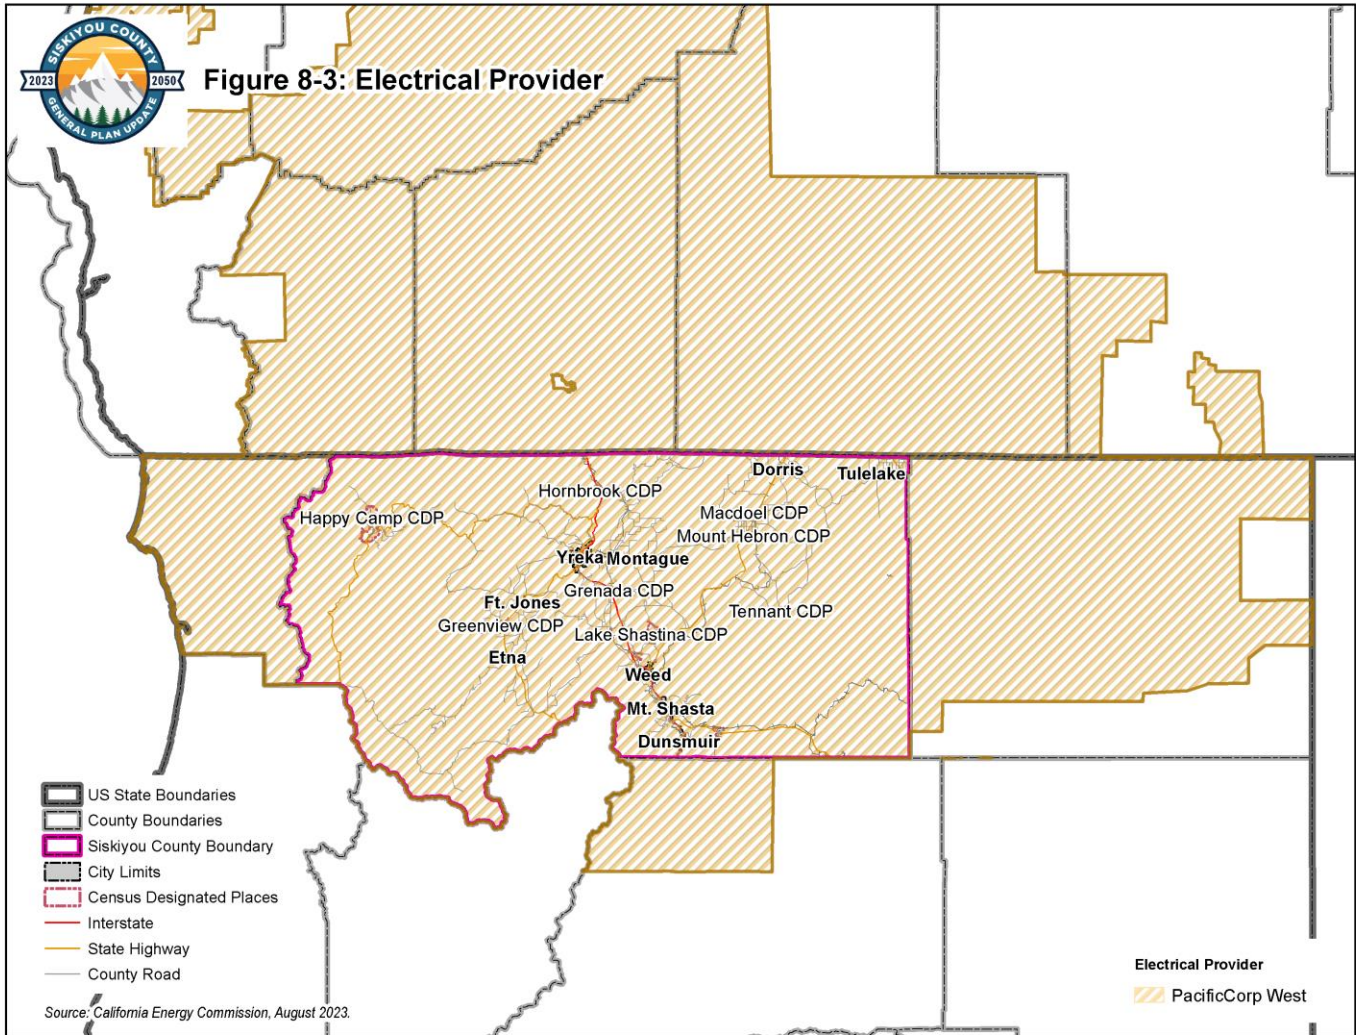 SISKIYOU COUNTY
2023 2050
GENERAL PLAN UPDATE
Figure 8-3: Electrical Provider
Dorris
Tulelake
Hornbrook CDP
Happy Camp CDP
Macdoel CDP
Mount Hebron CDP
Yreka Montague
Grenada CDP
Ft. Jones
Tennant CDP
Greenview CDP
Lake Shastina CDP
Etna
Weed
Mt. Shasta
Dunsmuir
US State Boundaries
County Boundaries
Siskiyou County Boundary
City Limits
Census Designated Places
Interstate
State Highway
County Road
Source: California Energy Commission, August 2023.
Electrical Provider
PacificCorp West